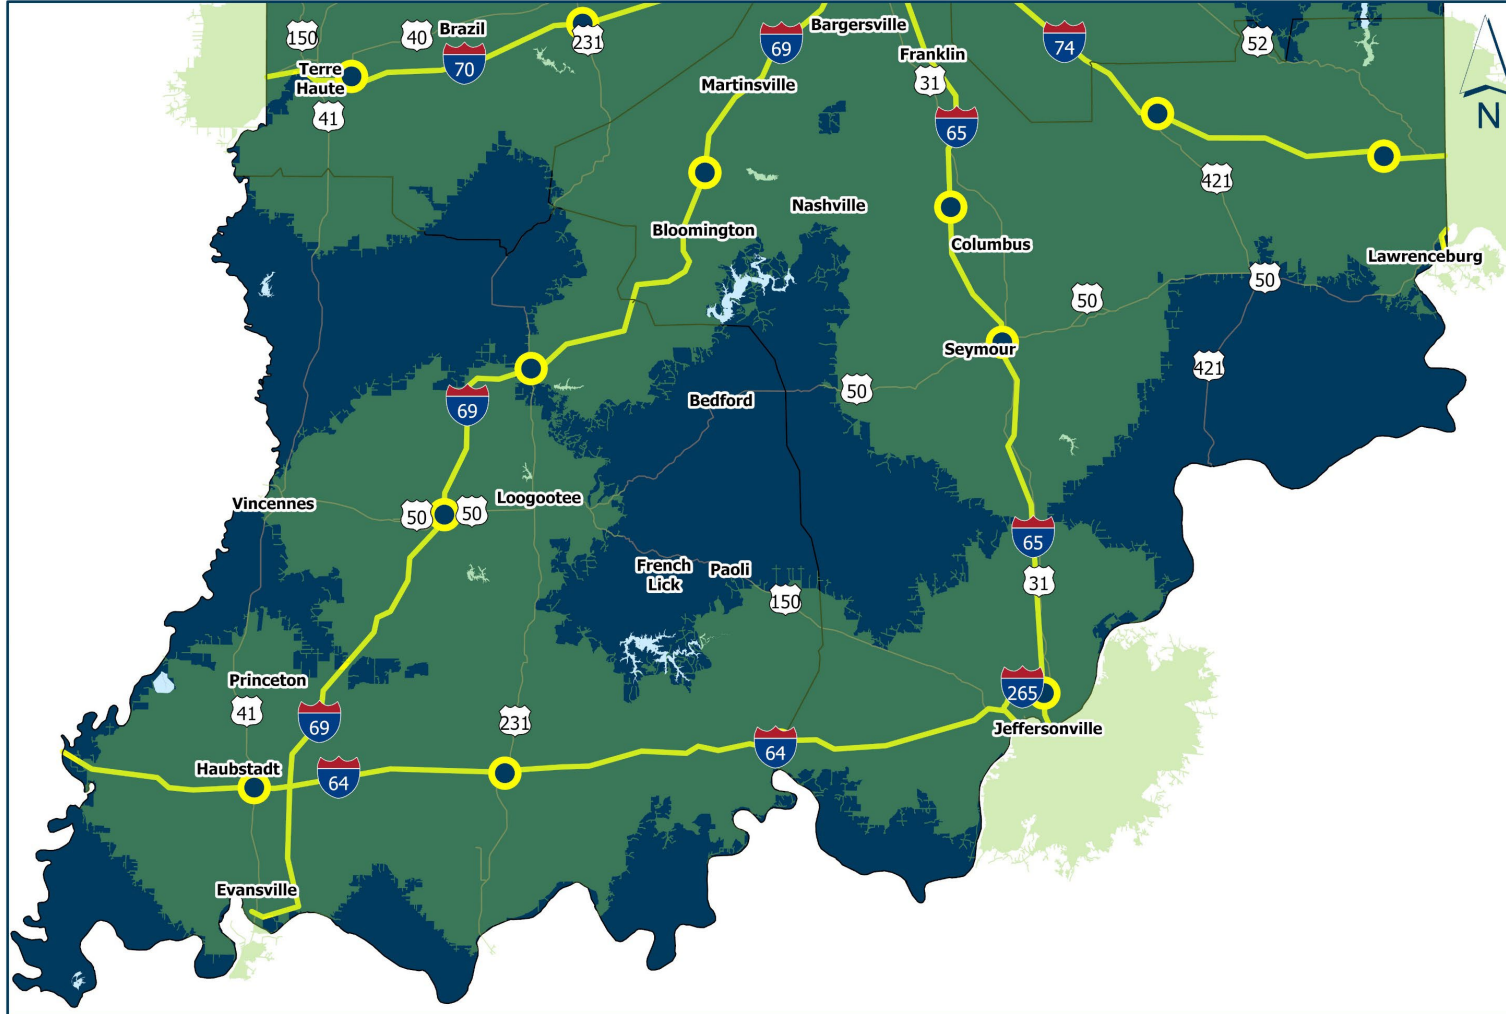 Brazil
Bargersville
150
40
231
69
74
52
Franklin
Terre
Haute
70
31
Martinsville
41
65
N
421
Nashville
Bloomington
Columbus
Lawrenceburg
50
50
Seymour
421
50
Bedford
69
Vincennes
Loogootee
50
50
65
French
Lick
Paoli
31
150
Princeton
265
41
69
231
Jeffersonville
64
Haubstadt
64
Evansville